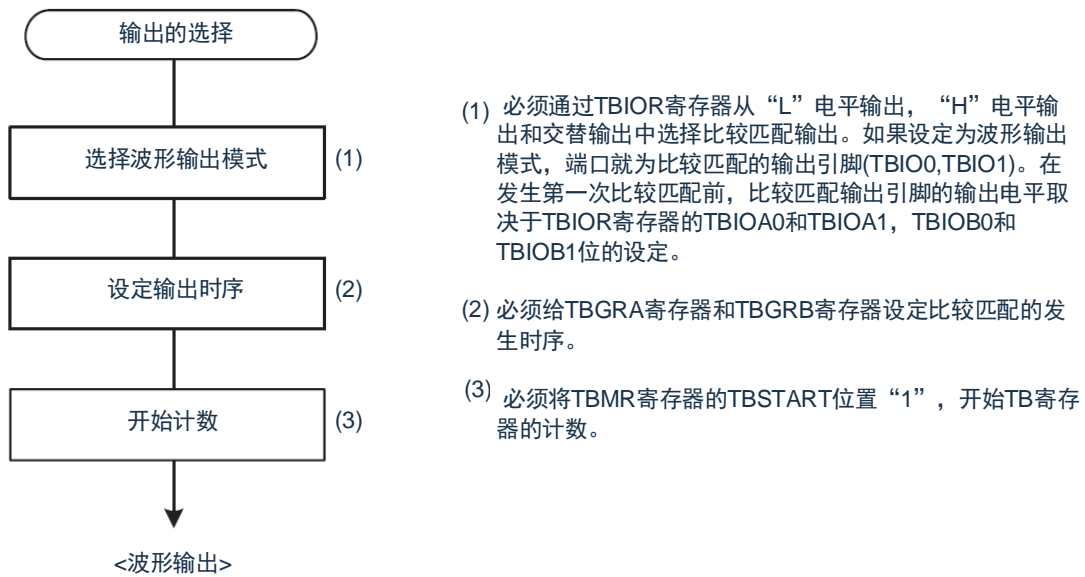 输出的选择
选择波形输出模式 (1)
设定输出时序 (2)
开始计数 (3)
<波形输出>
(1) 必须通过TBIOR寄存器从“L”电平输出，“H”电平输
出和交替输出中选择比较匹配输出。如果设定为波形输出
模式，端口就为比较匹配的输出引脚(TBIO0,TBIO1)。在
发生第一次比较匹配前，比较匹配输出引脚的输出电平取
决于TBIOR寄存器的TBIOA0和TBIOA1，TBIOB0和
TBIOB1位的设定。
(2) 必须给TBGRA寄存器和TBGRB寄存器设定比较匹配的发
生时序。
(3) 必须将TBMR寄存器的TBSTART位置“1”，开始TB寄存
器的计数。